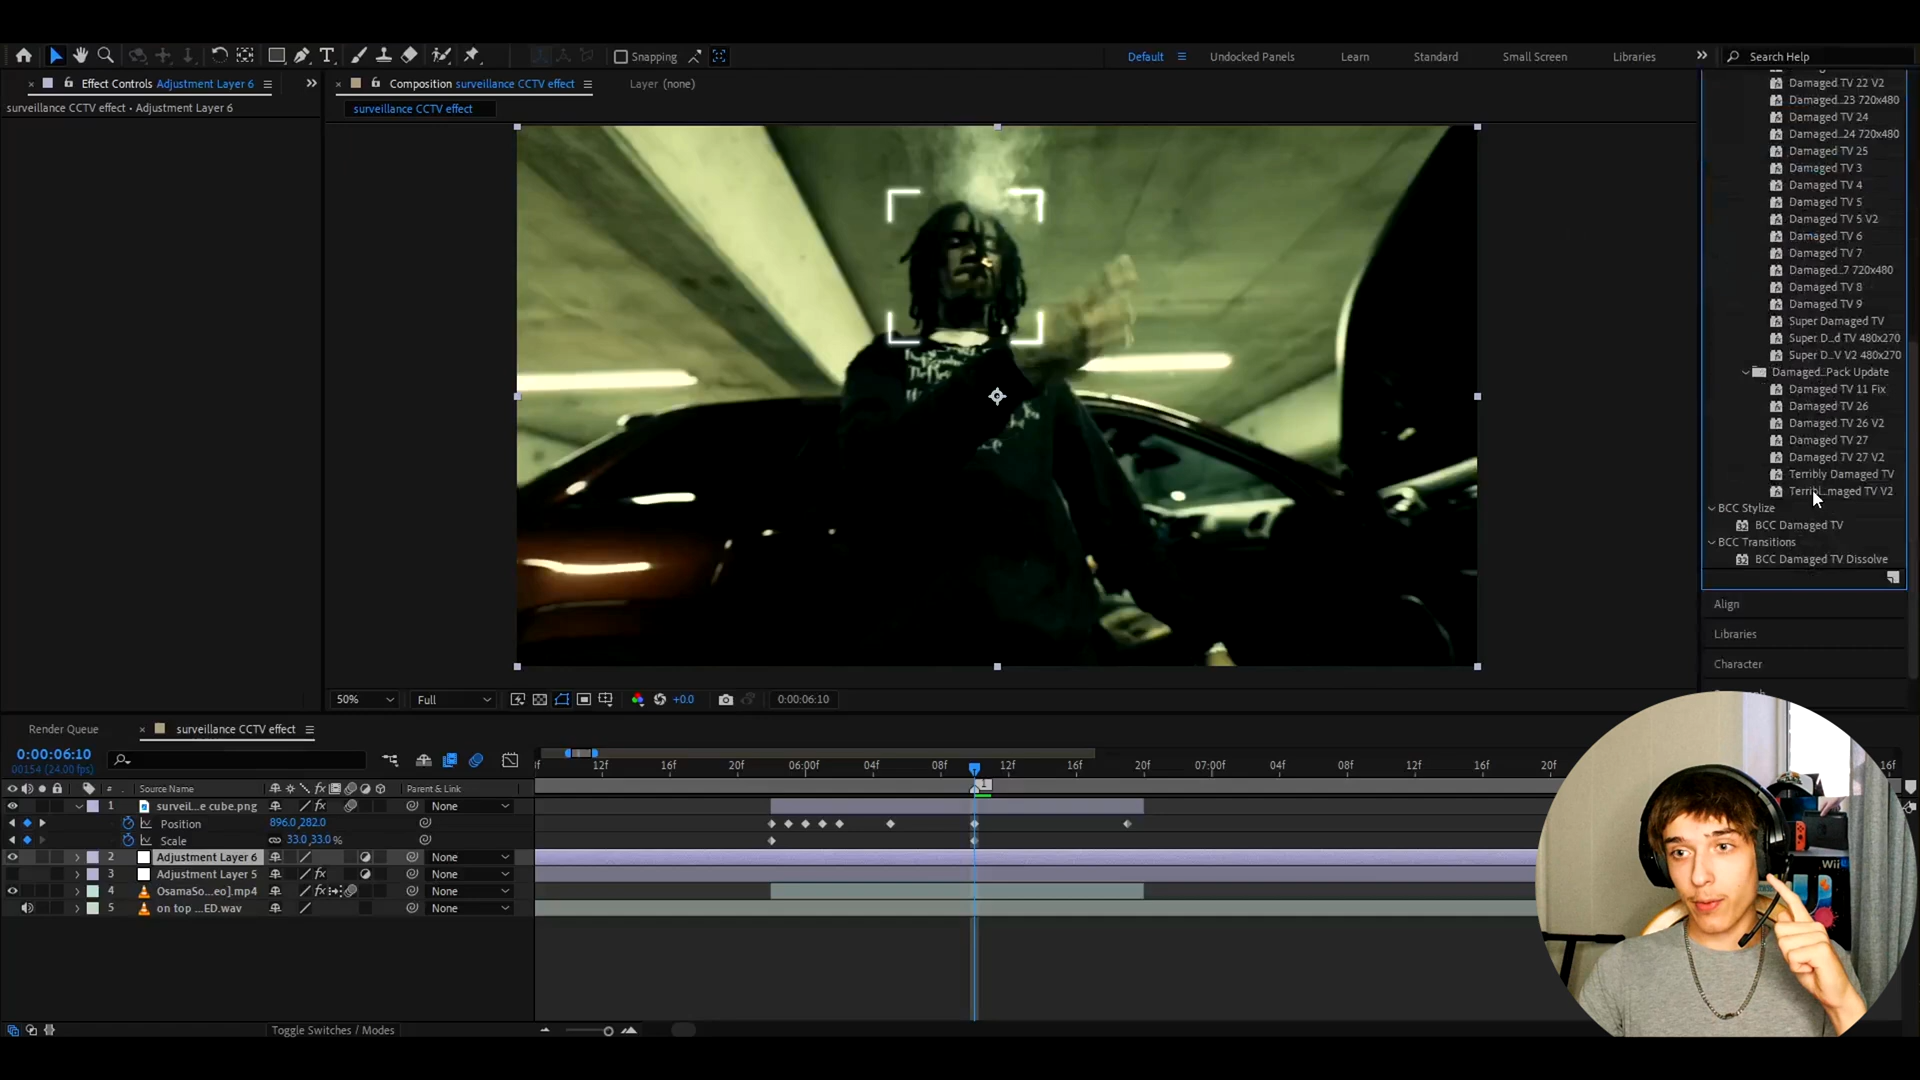 Snapping
Default
Undocked Panels
Learn
Standard
Small Screen
Libraries
Search Help
Effect Controls Adjustment Layer 6
Composition surveillance CCTV effect
Layer (none)
surveillance CCTV effect • Adjustment Layer 6
surveillance CCTV effect
Damaged TV 22 V2
Damaged...23 720x480
Damaged TV 24
Damaged...24 720x480
Damaged TV 25
Damaged TV 3
Damaged TV 4
Damaged TV 5
Damaged TV 5 V2
Damaged TV 6
Damaged TV 7
Damaged...7 720x480
Damaged TV 8
Damaged TV 9
Super Damaged TV
Super D...d TV 480x270
Super D...V V2 480x270
Damaged...Pack Update
Damaged TV 11 Fix
Damaged TV 26
Damaged TV 26 V2
Damaged TV 27
Damaged TV 27 V2
Terribly Damaged TV
Terribl...maged TV V2
BCC Stylize
BCC Damaged TV
BCC Transitions
BCC Damaged TV Dissolve
Align
Libraries
Character
50%
Full
+0.0
0:00:06:10
Render Queue
surveillance CCTV effect
0:00:06:10
00154 (24.00 fps)
12f 16f 20f 06:00f 04f 08f 12f 16f 20f 07:00f 04f 08f 12f 16f 20f 16f
1
# Source Name
Parent & Link
1 surveil...e cube.png None
Position 896.0,282.0
Scale 33.0,33.0 %
2 Adjustment Layer 6 None
3 Adjustment Layer 5 None
4 OsamaSo...eo].mp4 None
5 on top ...ED.wav None
Toggle Switches / Modes
Wii